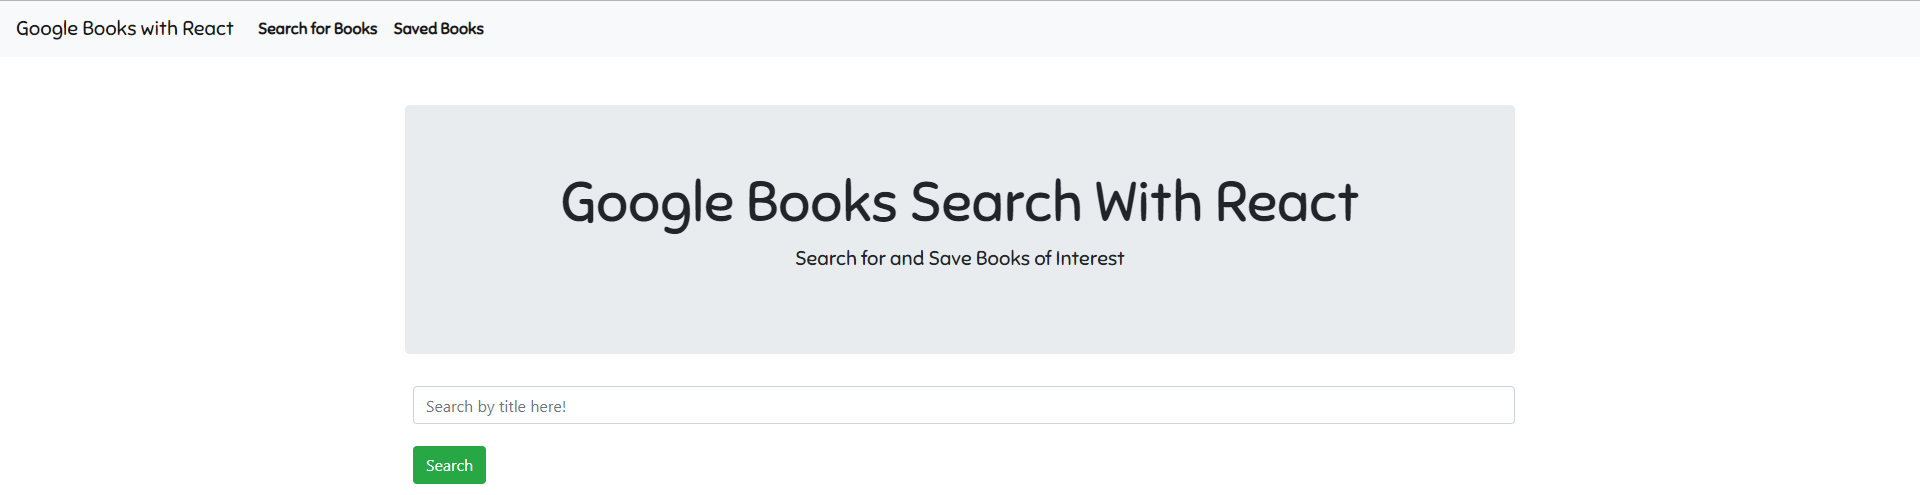 Google Books with React Search for Books Saved Books
Google Books Search With React
Search for and Save Books of Interest
Search by title here!
Search